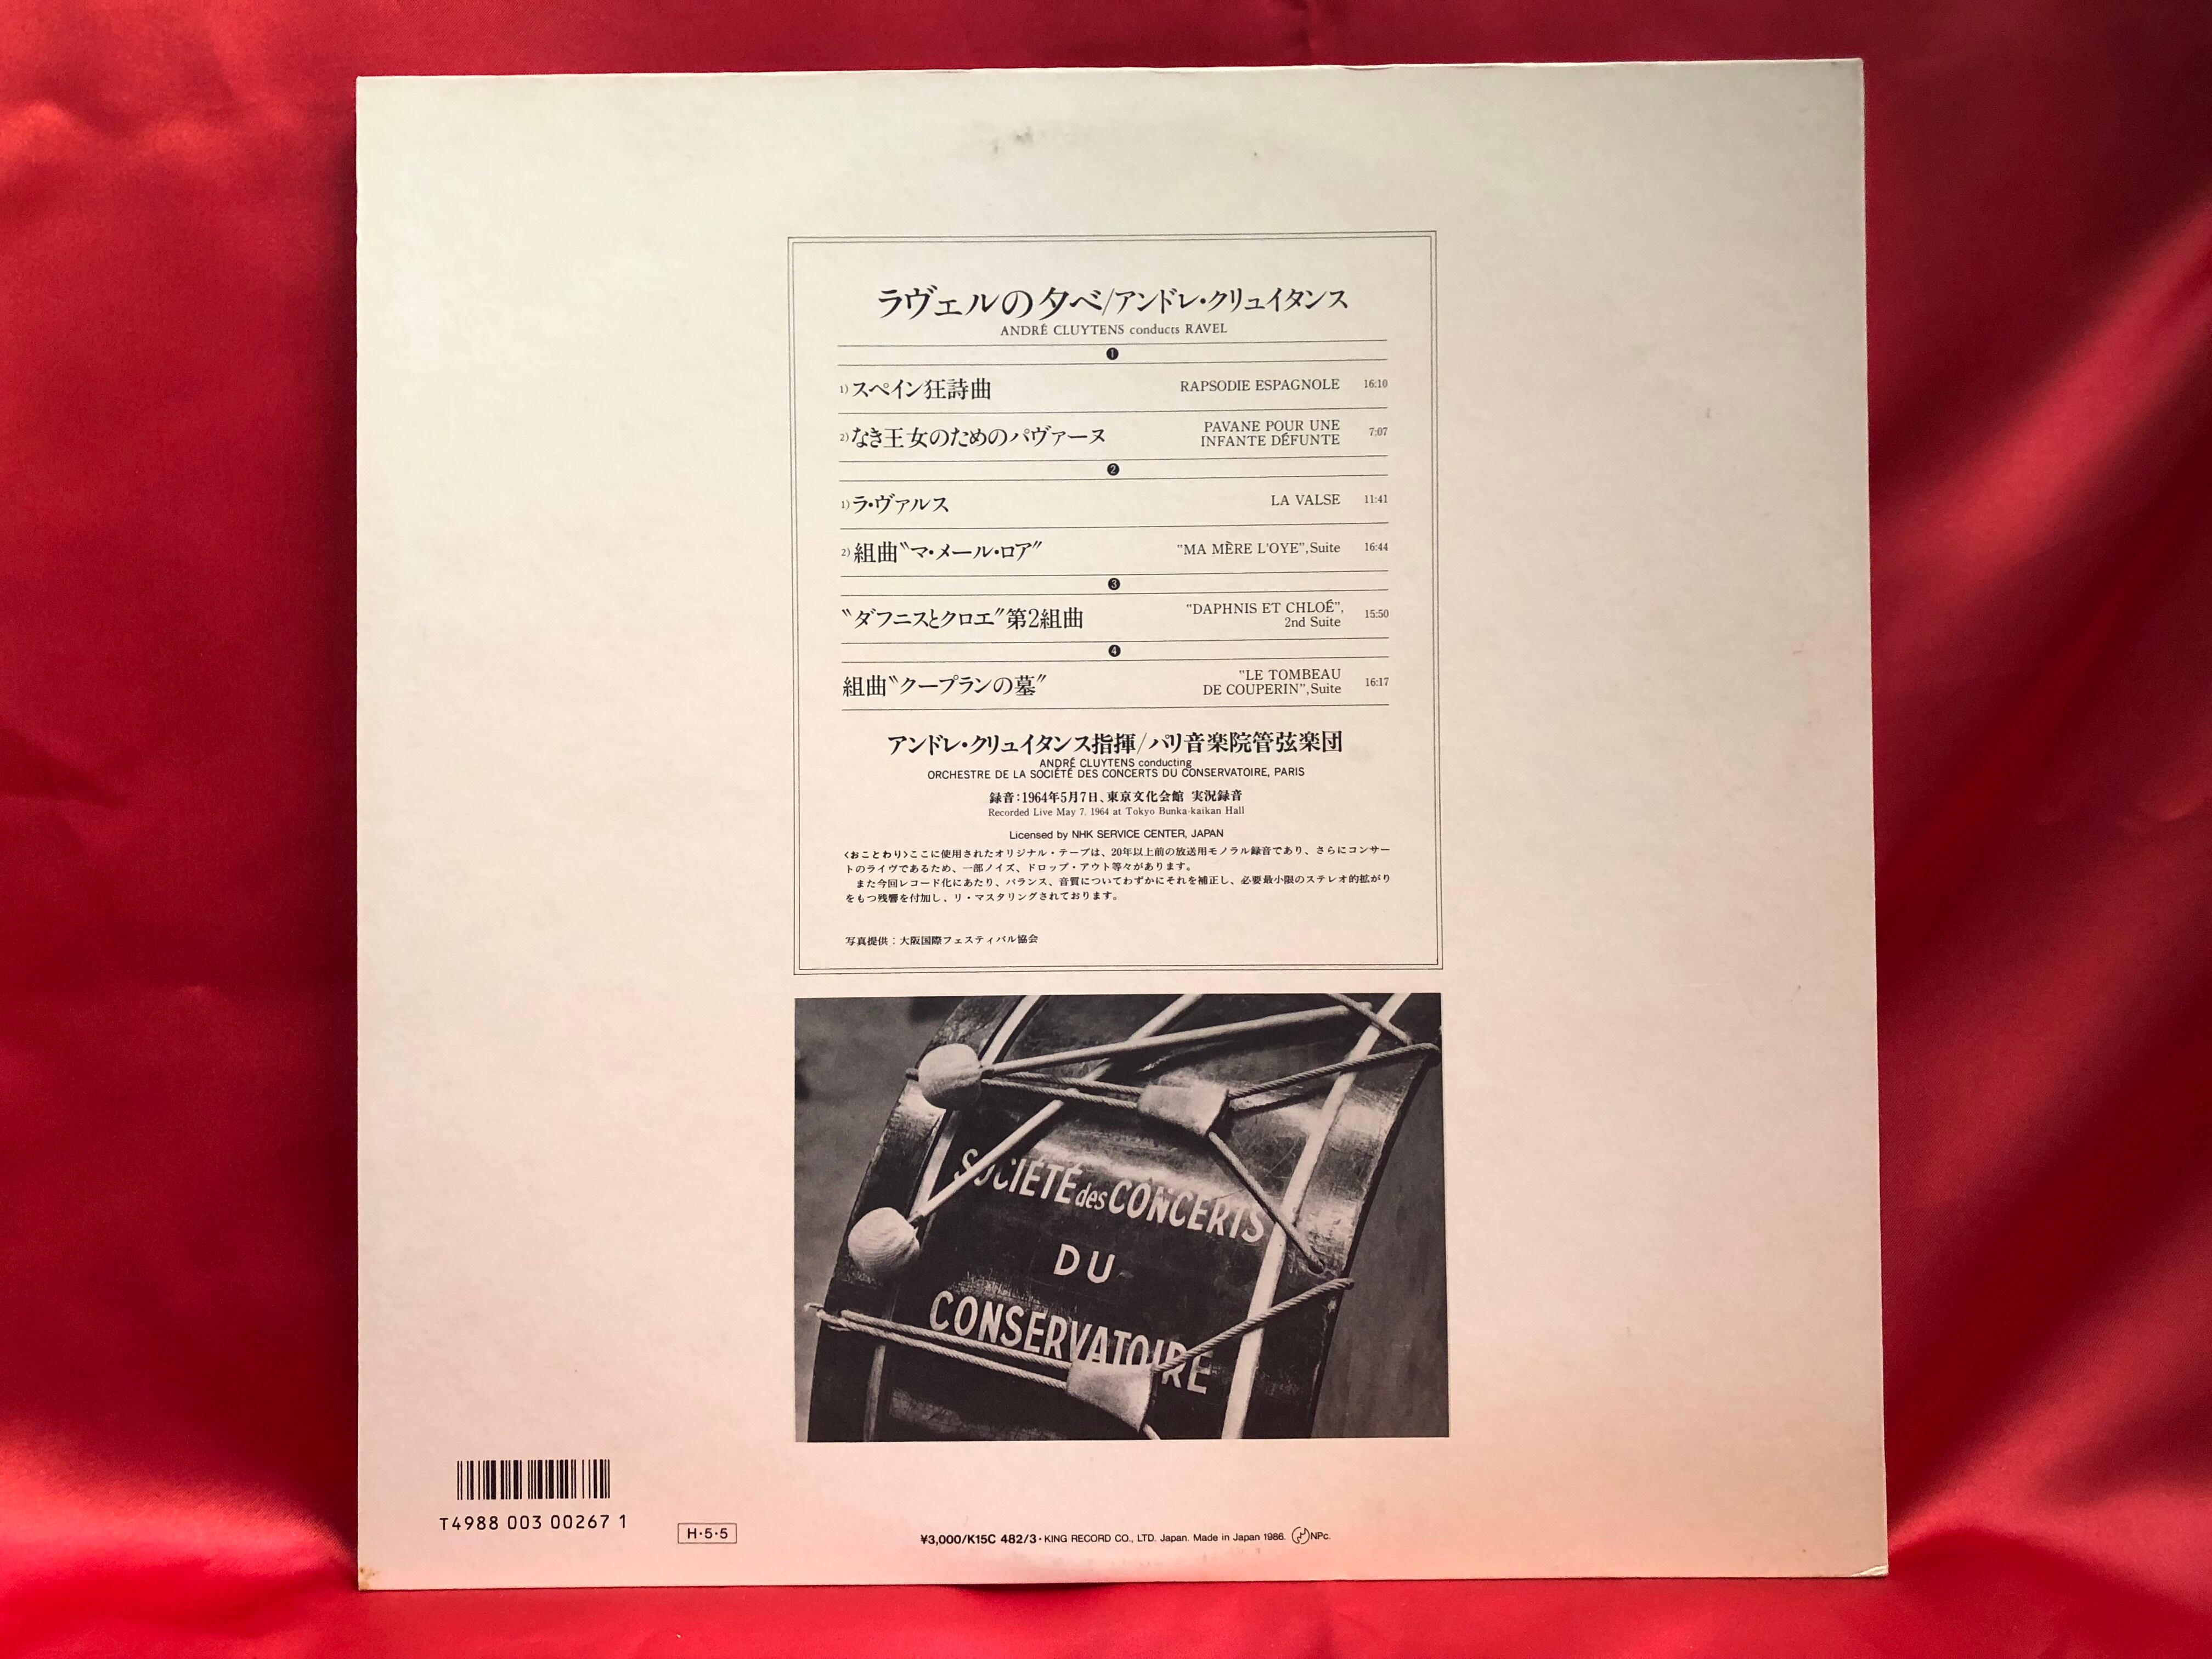 ラヴェルの夕べ/アンドレ・クリュイタンス
ANDRÉ CLUYTENS conducts RAVEL
❶
1)スペイン狂詩曲 RAPSODIE ESPAGNOLE 16:10
2)なき王女のためのパヴァーヌ PAVANE POUR UNE
INFANTE DÉFUNTE 7:07
❷
1)ラ・ヴァルス LA VALSE 11:41
2)組曲〝マ・メール・ロア〞 "MA MÈRE L'OYE",Suite 16:44
❸
〝ダフニスとクロエ〞第2組曲 "DAPHNIS ET CHLOÉ",
2nd Suite 15:50
❹
組曲〝クープランの墓〞 "LE TOMBEAU
DE COUPERIN",Suite 16:17
アンドレ・クリュイタンス指揮/パリ音楽院管弦楽団
ANDRÉ CLUYTENS conducting
ORCHESTRE DE LA SOCIÉTÉ DES CONCERTS DU CONSERVATOIRE, PARIS
録音：1964年5月7日、東京文化会館 実況録音
Recorded Live May 7. 1964 at Tokyo Bunka-kaikan Hall
Licensed by NHK SERVICE CENTER, JAPAN
〈おことわり〉ここに使用されたオリジナル・テープは、20年以上前の放送用モノラル録音であり、さらにコンサー
トのライヴであるため、一部ノイズ、ドロップ・アウト等々があります。
また今回レコード化にあたり、バランス、音質についてわずかにそれを補正し、必要最小限のステレオ的拡がり
をもつ残響を付加し、リ・マスタリングされております。
写真提供：大阪国際フェスティバル協会
SOCIÉTÉ des CONCERTS
DU
CONSERVATOIRE
T4988 003 00267 1
H・5・5
¥3,000/K15C 482/3・KING RECORD CO., LTD. Japan. Made in Japan 1986. NPc.